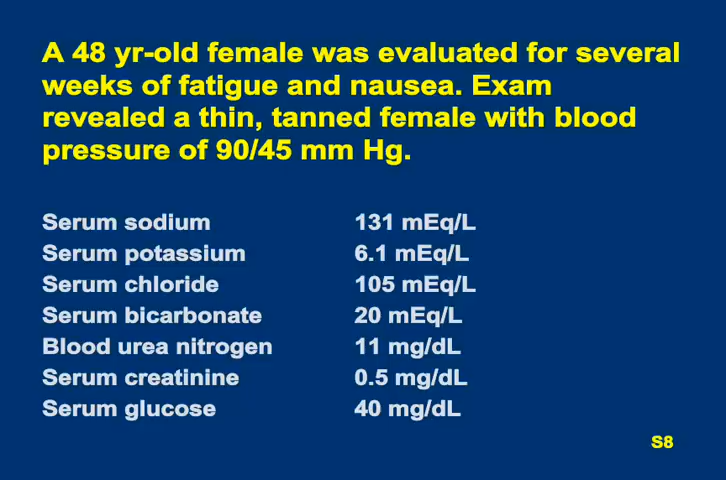 A 48 yr-old female was evaluated for several
weeks of fatigue and nausea. Exam
revealed a thin, tanned female with blood
pressure of 90/45 mm Hg.
Serum sodium 131 mEq/L
Serum potassium 6.1 mEq/L
Serum chloride 105 mEq/L
Serum bicarbonate 20 mEq/L
Blood urea nitrogen 11 mg/dL
Serum creatinine 0.5 mg/dL
Serum glucose 40 mg/dL
S8